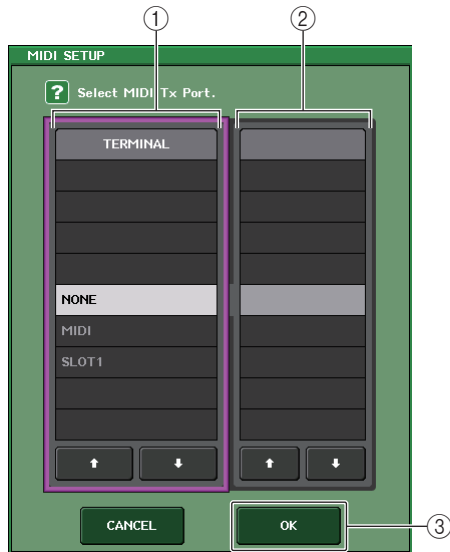 ① ②
MIDI SETUP
? Select MIDI Tx Port.
TERMINAL
NONE
MIDI
SLOT1
CANCEL OK ③